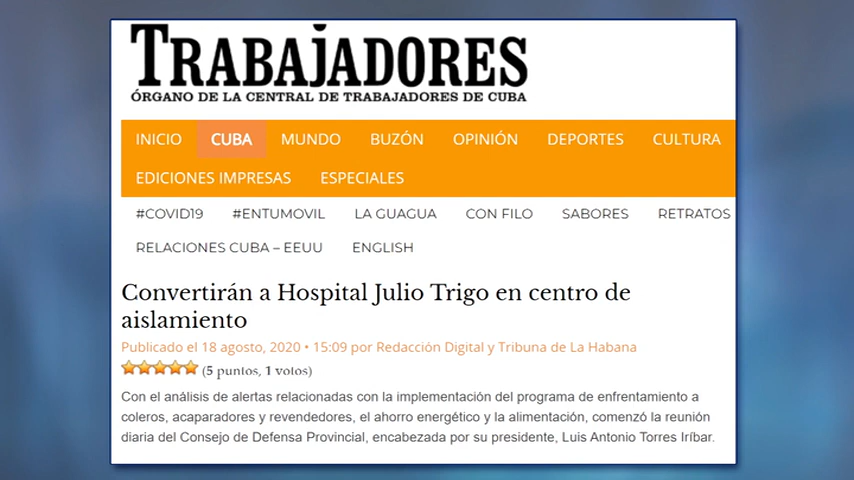 TRABAJADORES
ÓRGANO DE LA CENTRAL DE TRABAJADORES DE CUBA
INICIO CUBA MUNDO BUZÓN OPINIÓN DEPORTES CULTURA
EDICIONES IMPRESAS ESPECIALES
#COVID19 #ENTUMOVIL LA GUAGUA CON FILO SABORES RETRATOS
RELACIONES CUBA – EEUU ENGLISH
Convertirán a Hospital Julio Trigo en centro de
aislamiento
Publicado el 18 agosto, 2020 • 15:09 por Redacción Digital y Tribuna de La Habana
(5 puntos, 1 votos)
Con el análisis de alertas relacionadas con la implementación del programa de enfrentamiento a
coleros, acaparadores y revendedores, el ahorro energético y la alimentación, comenzó la reunión
diaria del Consejo de Defensa Provincial, encabezada por su presidente, Luis Antonio Torres Iríbar.